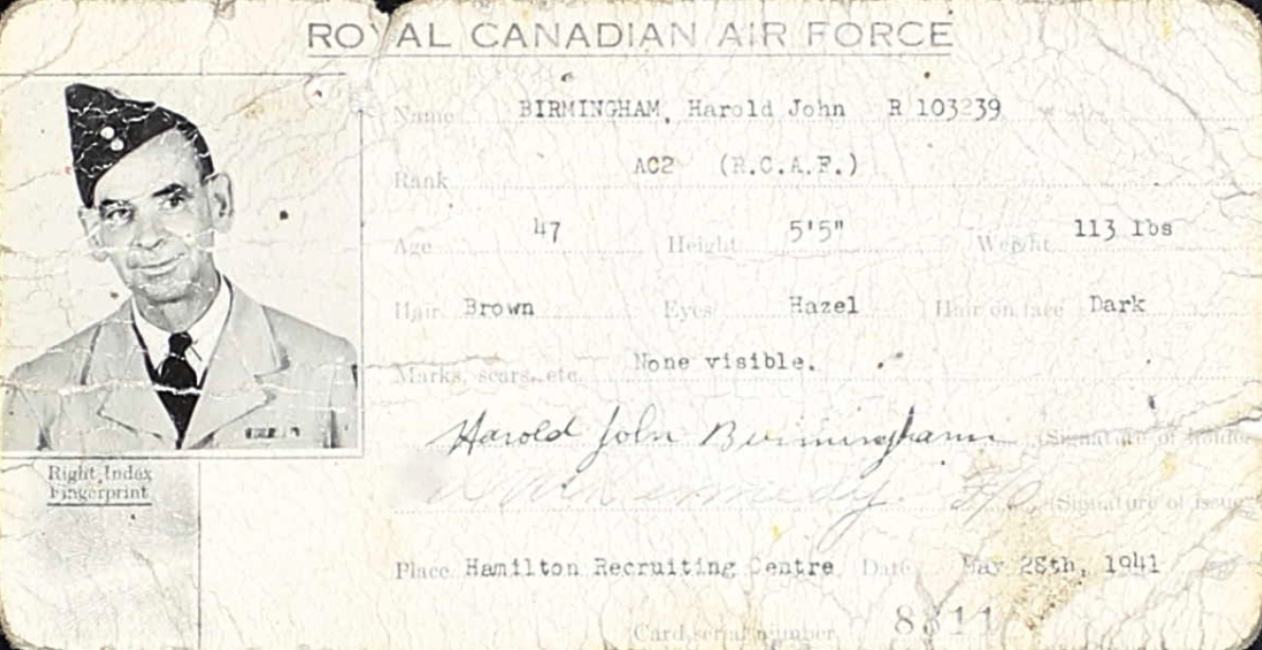 ROYAL CANADIAN AIR FORCE
Name BIRMINGHAM, Harold John R 103239
Rank AC2 (R.C.A.F.)
Age 47 Height 5'5" Weight 113 lbs
Hair Brown Eyes Hazel Hair on face Dark
Marks, scars, etc. None visible.
Harold John Birmingham (Signature of holder
Right Index
Fingerprint
F/O (Signature of issuing
Place Hamilton Recruiting Centre Date May 28th, 1941
Card serial number